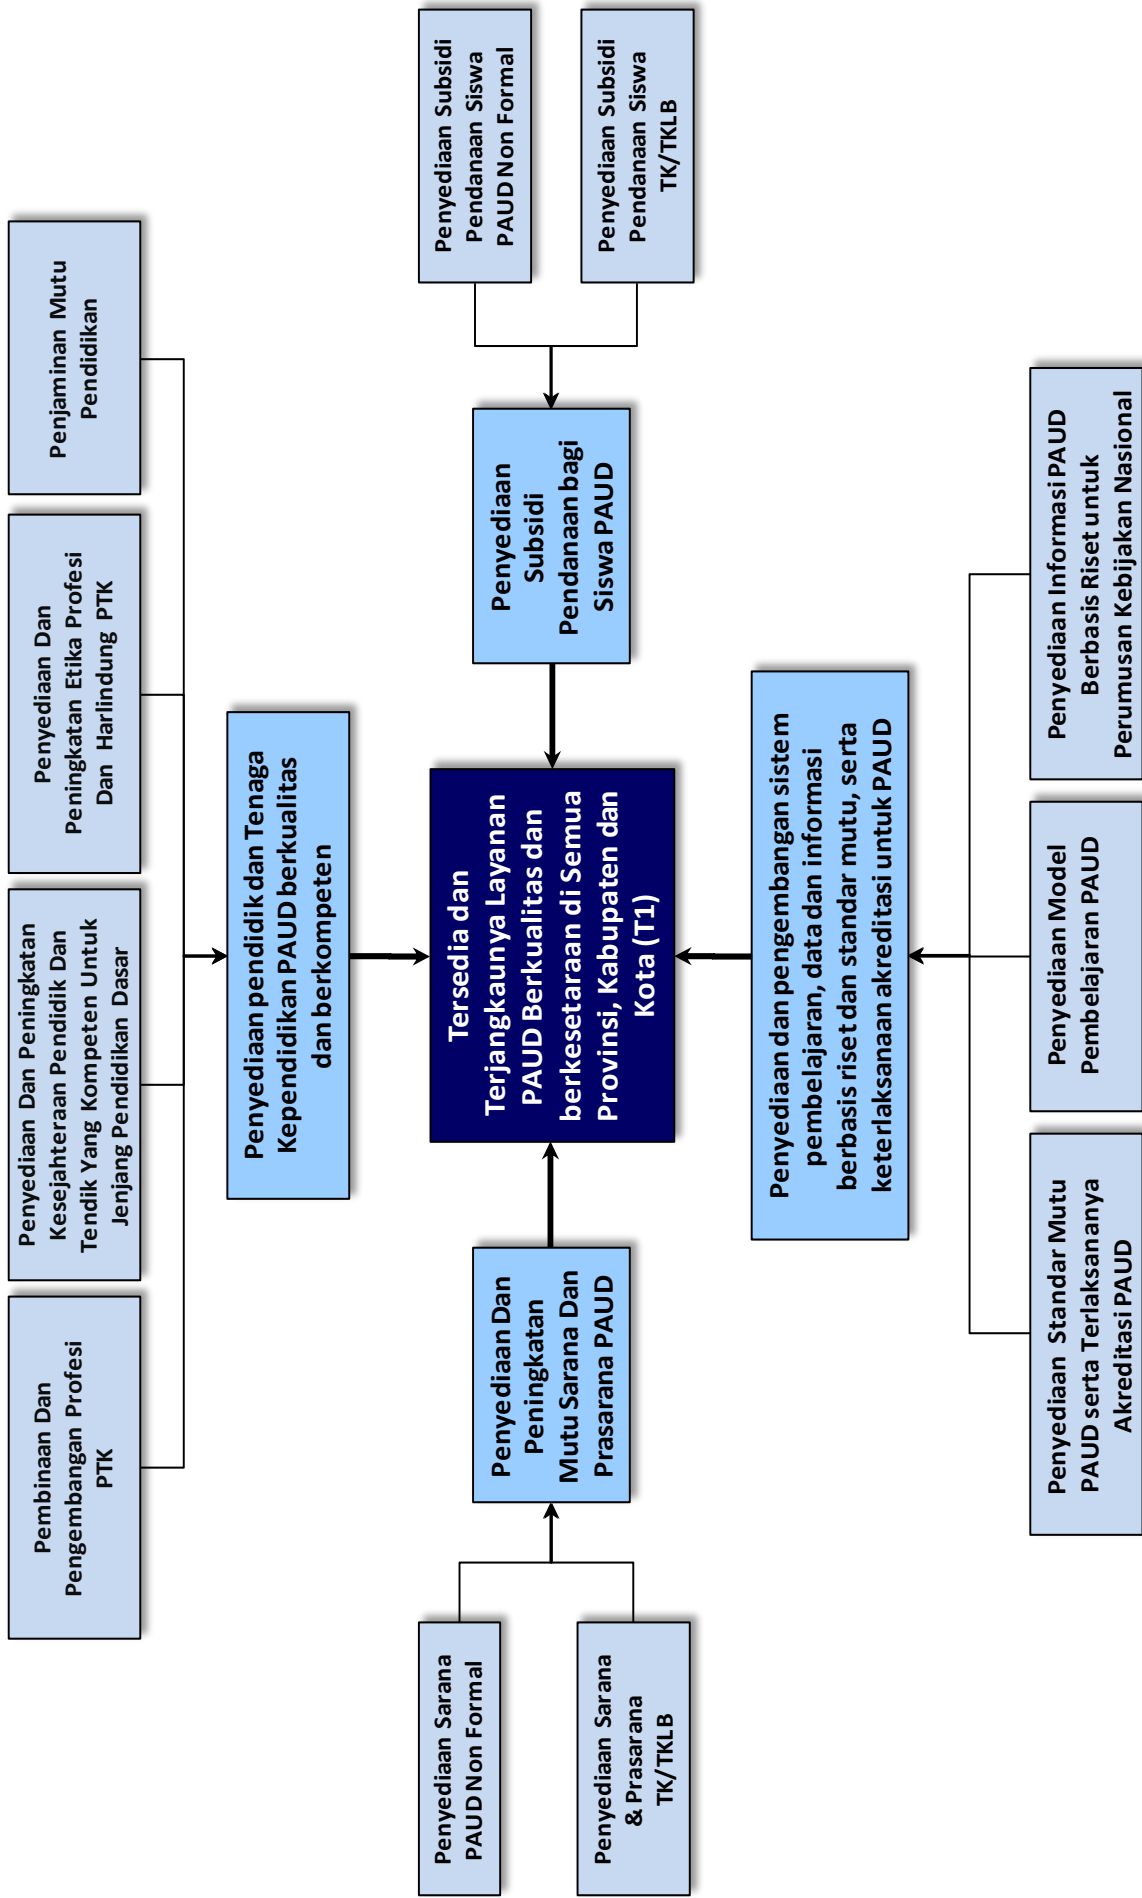 Pembinaan Dan
Pengembangan Profesi
PTK
Penyediaan Dan Peningkatan
Kesejahteraan Pendidik Dan
Tendik Yang Kompeten Untuk
Jenjang Pendidikan Dasar
Penyediaan Dan
Peningkatan Etika Profesi
Dan Harlindung PTK
Penjaminan Mutu
Pendidikan
Penyediaan pendidik dan Tenaga
Kependidikan PAUD berkualitas
dan berkompeten
Penyediaan Sarana
PAUD Non Formal
Penyediaan Sarana
& Prasarana
TK/TKLB
Penyediaan Dan
Peningkatan
Mutu Sarana Dan
Prasarana PAUD
Tersedia dan
Terjangkaunya Layanan
PAUD Berkualitas dan
berkesetaraan di Semua
Provinsi, Kabupaten dan
Kota (T1)
Penyediaan
Subsidi
Pendanaan bagi
Siswa PAUD
Penyediaan Subsidi
Pendanaan Siswa
PAUD Non Formal
Penyediaan Subsidi
Pendanaan Siswa
TK/TKLB
Penyediaan dan pengembangan sistem
pembelajaran, data dan informasi
berbasis riset dan standar mutu, serta
keterlaksanaan akreditasi untuk PAUD
Penyediaan Standar Mutu
PAUD serta Terlaksananya
Akreditasi PAUD
Penyediaan Model
Pembelajaran PAUD
Penyediaan Informasi PAUD
Berbasis Riset untuk
Perumusan Kebijakan Nasional